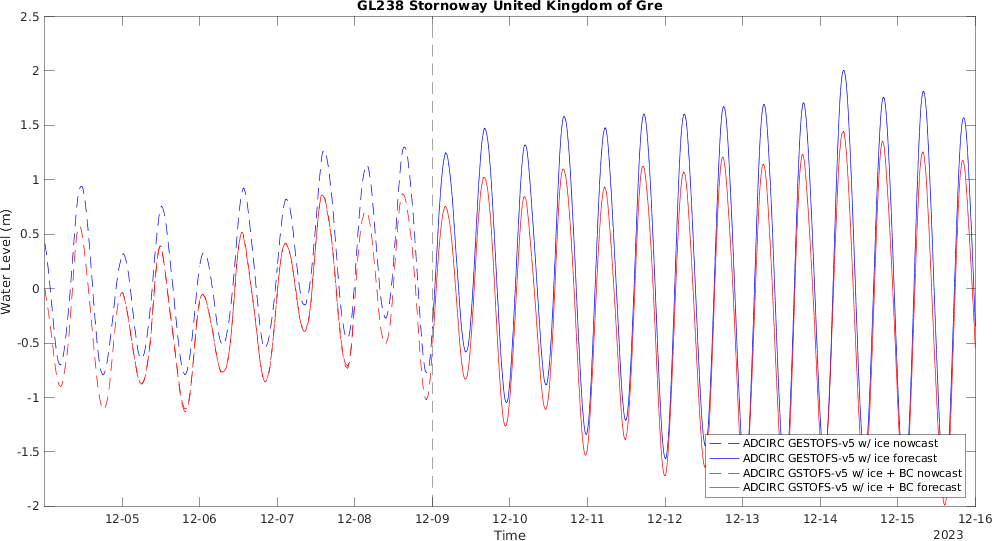 GL238 Stornoway United Kingdom of Gre
2.5
2
1.5
1
0.5
0
-0.5
-1
-1.5
-2
Water Level (m)
ADCIRC GESTOFS-v5 w/ ice nowcast
ADCIRC GESTOFS-v5 w/ ice forecast
ADCIRC GSTOFS-v5 w/ ice + BC nowcast
ADCIRC GSTOFS-v5 w/ ice + BC forecast
12-05 12-06 12-07 12-08 12-09 12-10 12-11 12-12 12-13 12-14 12-15 12-16
Time
2023